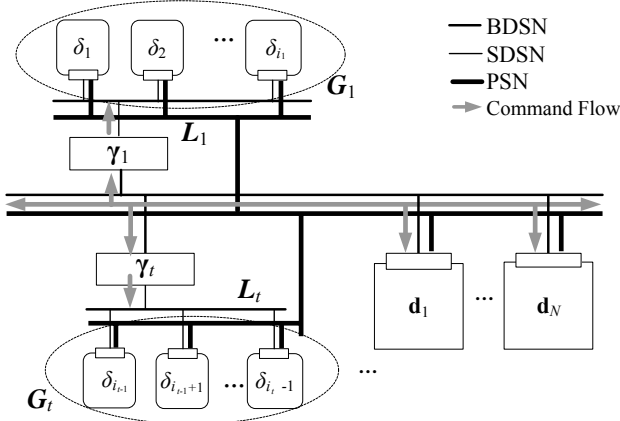 δ1 δ2 ... δi1
G1
BDSN
SDSN
PSN
Command Flow
L1
γ1
γt
Lt
d1 ... dN
δit-1 δit-1+1 ... δit-1 ...
Gt